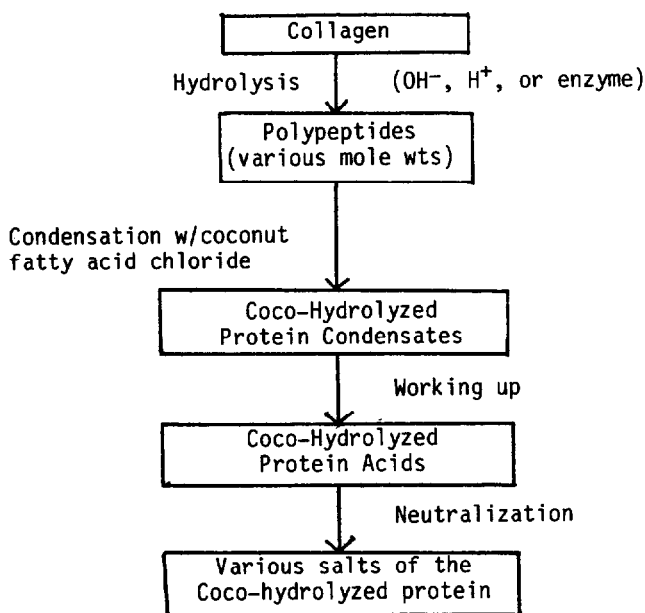 Collagen
Hydrolysis (OH⁻, H⁺, or enzyme)
Polypeptides
(various mole wts)
Condensation w/coconut
fatty acid chloride
Coco-Hydrolyzed
Protein Condensates
Working up
Coco-Hydrolyzed
Protein Acids
Neutralization
Various salts of the
Coco-hydrolyzed protein